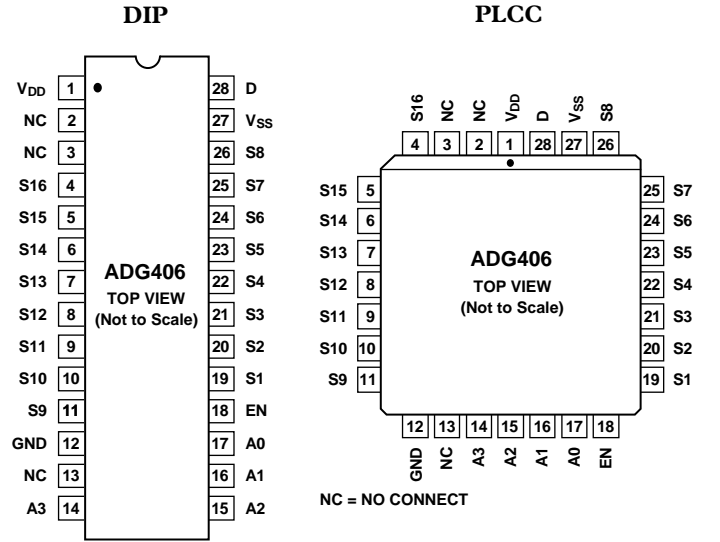 DIP
VDD 1 28 D
NC 2 27 VSS
NC 3 26 S8
S16 4 25 S7
S15 5 24 S6
S14 6 23 S5
S13 7 22 S4
S12 8 21 S3
S11 9 20 S2
S10 10 19 S1
S9 11 18 EN
GND 12 17 A0
NC 13 16 A1
A3 14 15 A2
ADG406
TOP VIEW
(Not to Scale)
PLCC
S16 NC NC VDD D VSS S8
4 3 2 1 28 27 26
S15 5 25 S7
S14 6 24 S6
S13 7 23 S5
S12 8 22 S4
S11 9 21 S3
S10 10 20 S2
S9 11 19 S1
ADG406
TOP VIEW
(Not to Scale)
12 13 14 15 16 17 18
GND NC A3 A2 A1 A0 EN
NC = NO CONNECT